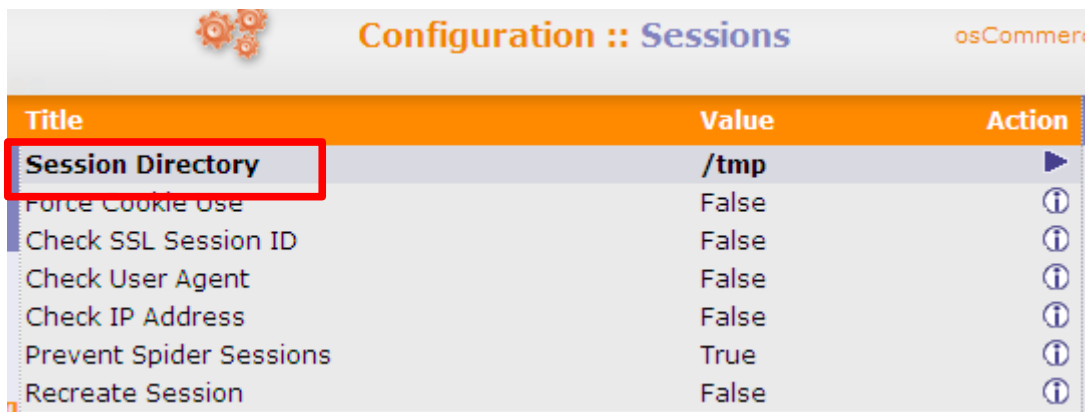 Configuration :: Sessions osCommerc
Title Value Action
Session Directory /tmp
Force Cookie Use False
Check SSL Session ID False
Check User Agent False
Check IP Address False
Prevent Spider Sessions True
Recreate Session False